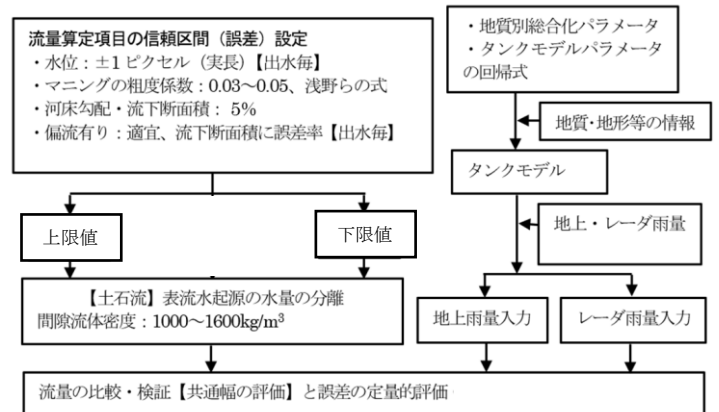 流量算定項目の信頼区間（誤差）設定
・水位：±1 ピクセル（実長）【出水毎】
・マニングの粗度係数：0.03～0.05、浅野らの式
・河床勾配・流下断面積： 5%
・偏流有り：適宜、流下断面積に誤差率【出水毎】
上限値
下限値
【土石流】表流水起源の水量の分離
間隙流体密度：1000～1600kg/m³
・地質別総合化パラメータ
・タンクモデルパラメータ
の回帰式
地質・地形等の情報
タンクモデル
地上・レーダ雨量
地上雨量入力
レーダ雨量入力
流量の比較・検証【共通幅の評価】と誤差の定量的評価